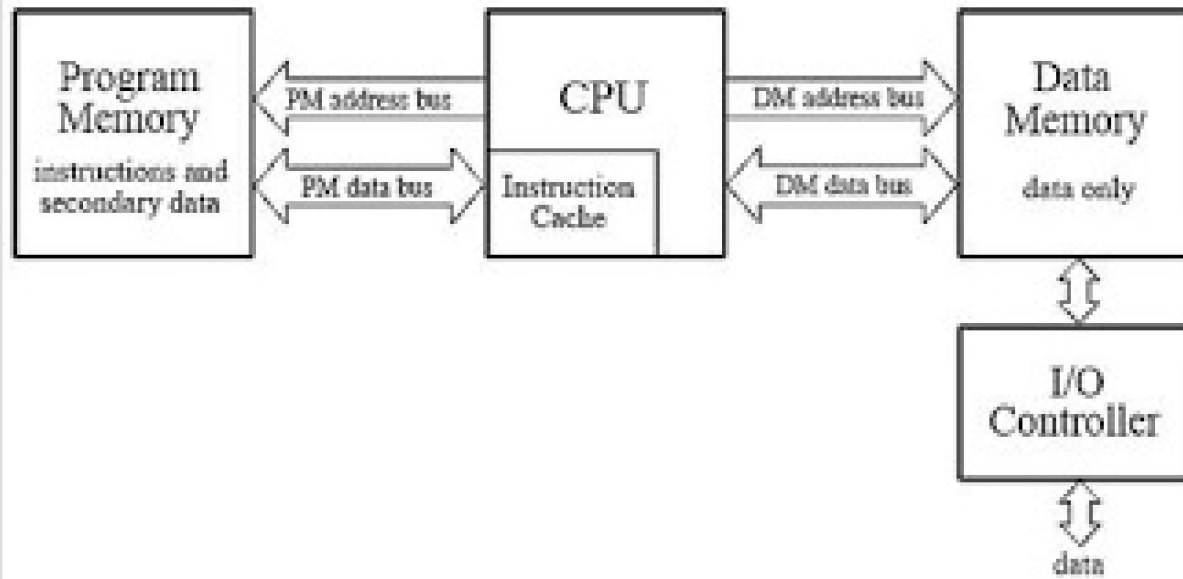 Program
Memory
instructions and
secondary data
PM address bus
PM data bus
CPU
Instruction
Cache
DM address bus
DM data bus
Data
Memory
data only
I/O
Controller
data